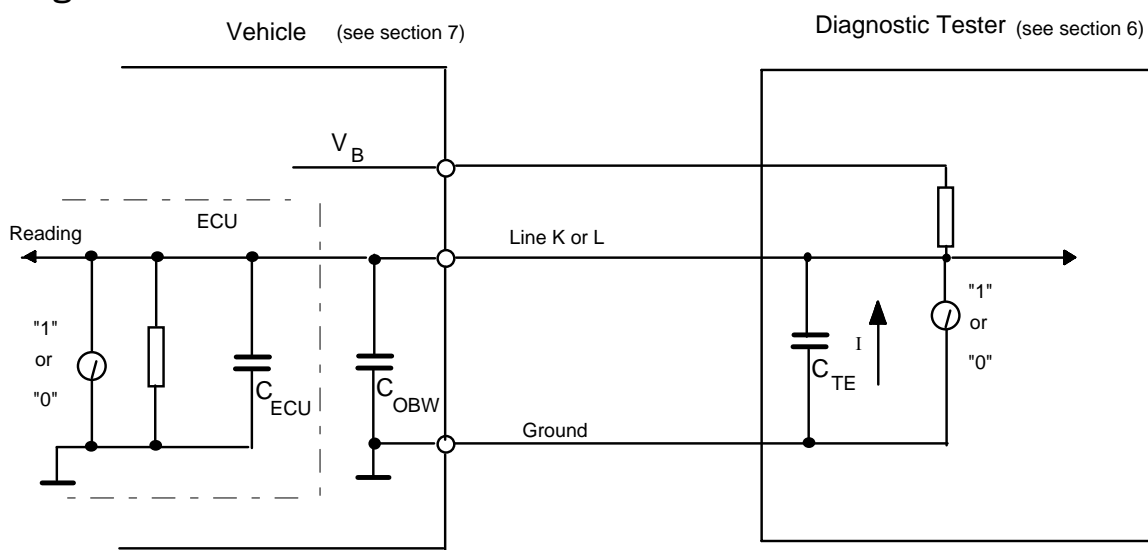 Vehicle (see section 7)
Diagnostic Tester (see section 6)
V B
ECU
Reading
Line K or L
"1"
or
"0"
C ECU
C OBW
C TE
I
"1"
or
"0"
Ground